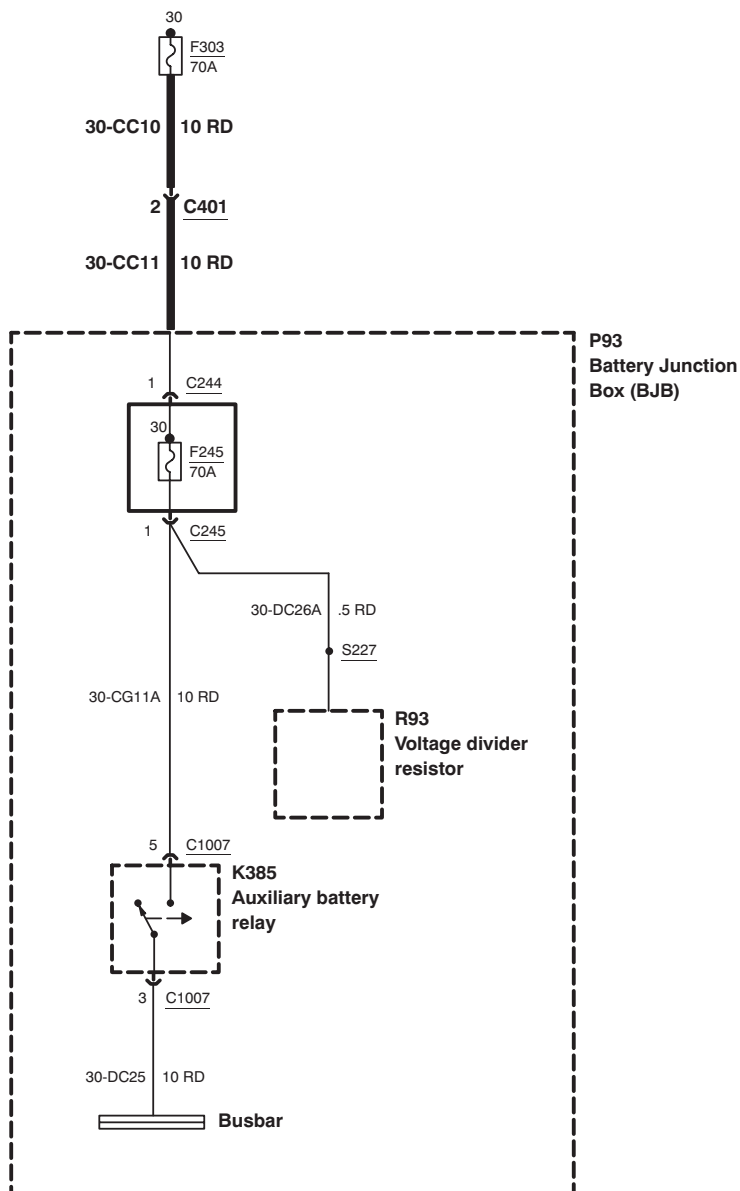 30
F303
70A
30-CC10 10 RD
2 C401
30-CC11 10 RD
P93
Battery Junction
Box (BJB)
1 C244
30
F245
70A
1 C245
30-DC26A .5 RD
S227
30-CG11A 10 RD
R93
Voltage divider
resistor
5 C1007
K385
Auxiliary battery
relay
3 C1007
30-DC25 10 RD
Busbar